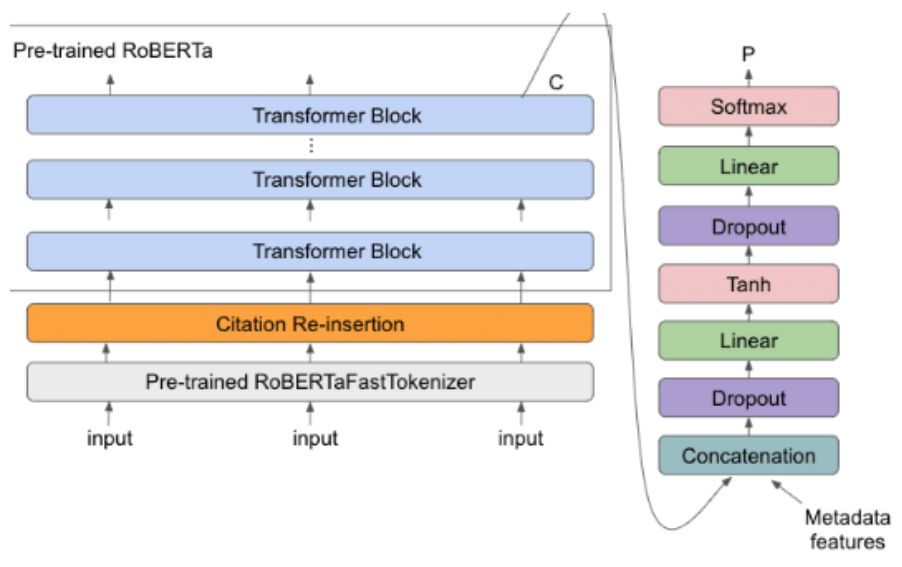 Pre-trained RoBERTa
C
Transformer Block
Transformer Block
Transformer Block
Citation Re-insertion
Pre-trained RoBERTaFastTokenizer
input input input
P
Softmax
Linear
Dropout
Tanh
Linear
Dropout
Concatenation
Metadata
features